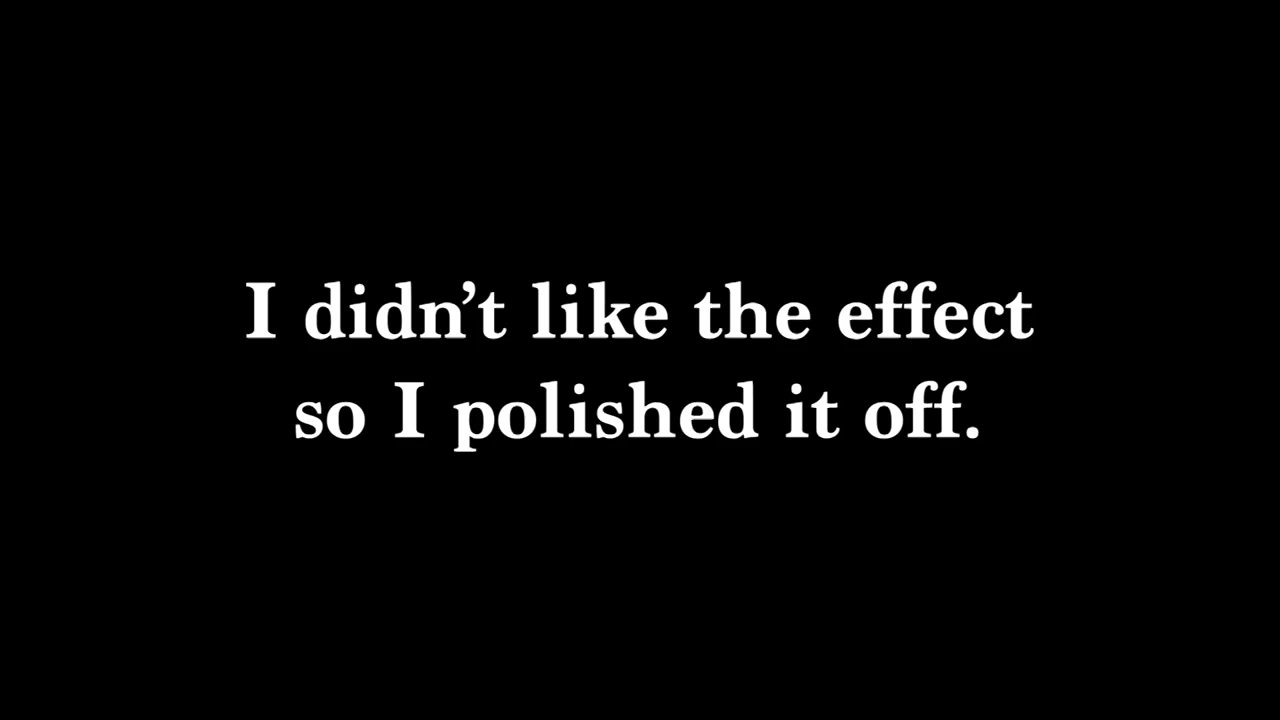 I didn’t like the effect
so I polished it off.